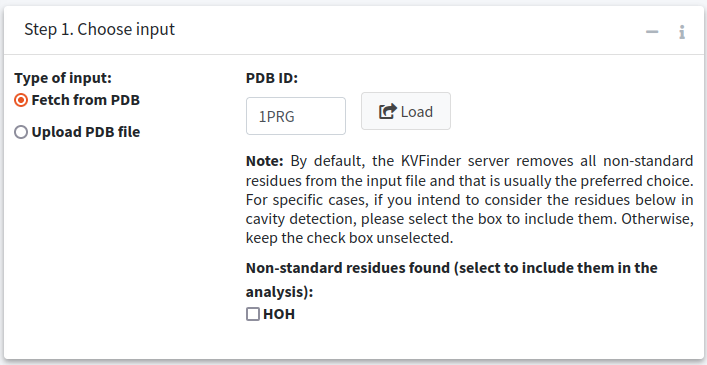 Step 1. Choose input
Type of input:
Fetch from PDB
Upload PDB file
PDB ID:
1PRG
Load
Note: By default, the KVFinder server removes all non-standard
residues from the input file and that is usually the preferred choice.
For specific cases, if you intend to consider the residues below in
cavity detection, please select the box to include them. Otherwise,
keep the check box unselected.
Non-standard residues found (select to include them in the
analysis):
HOH